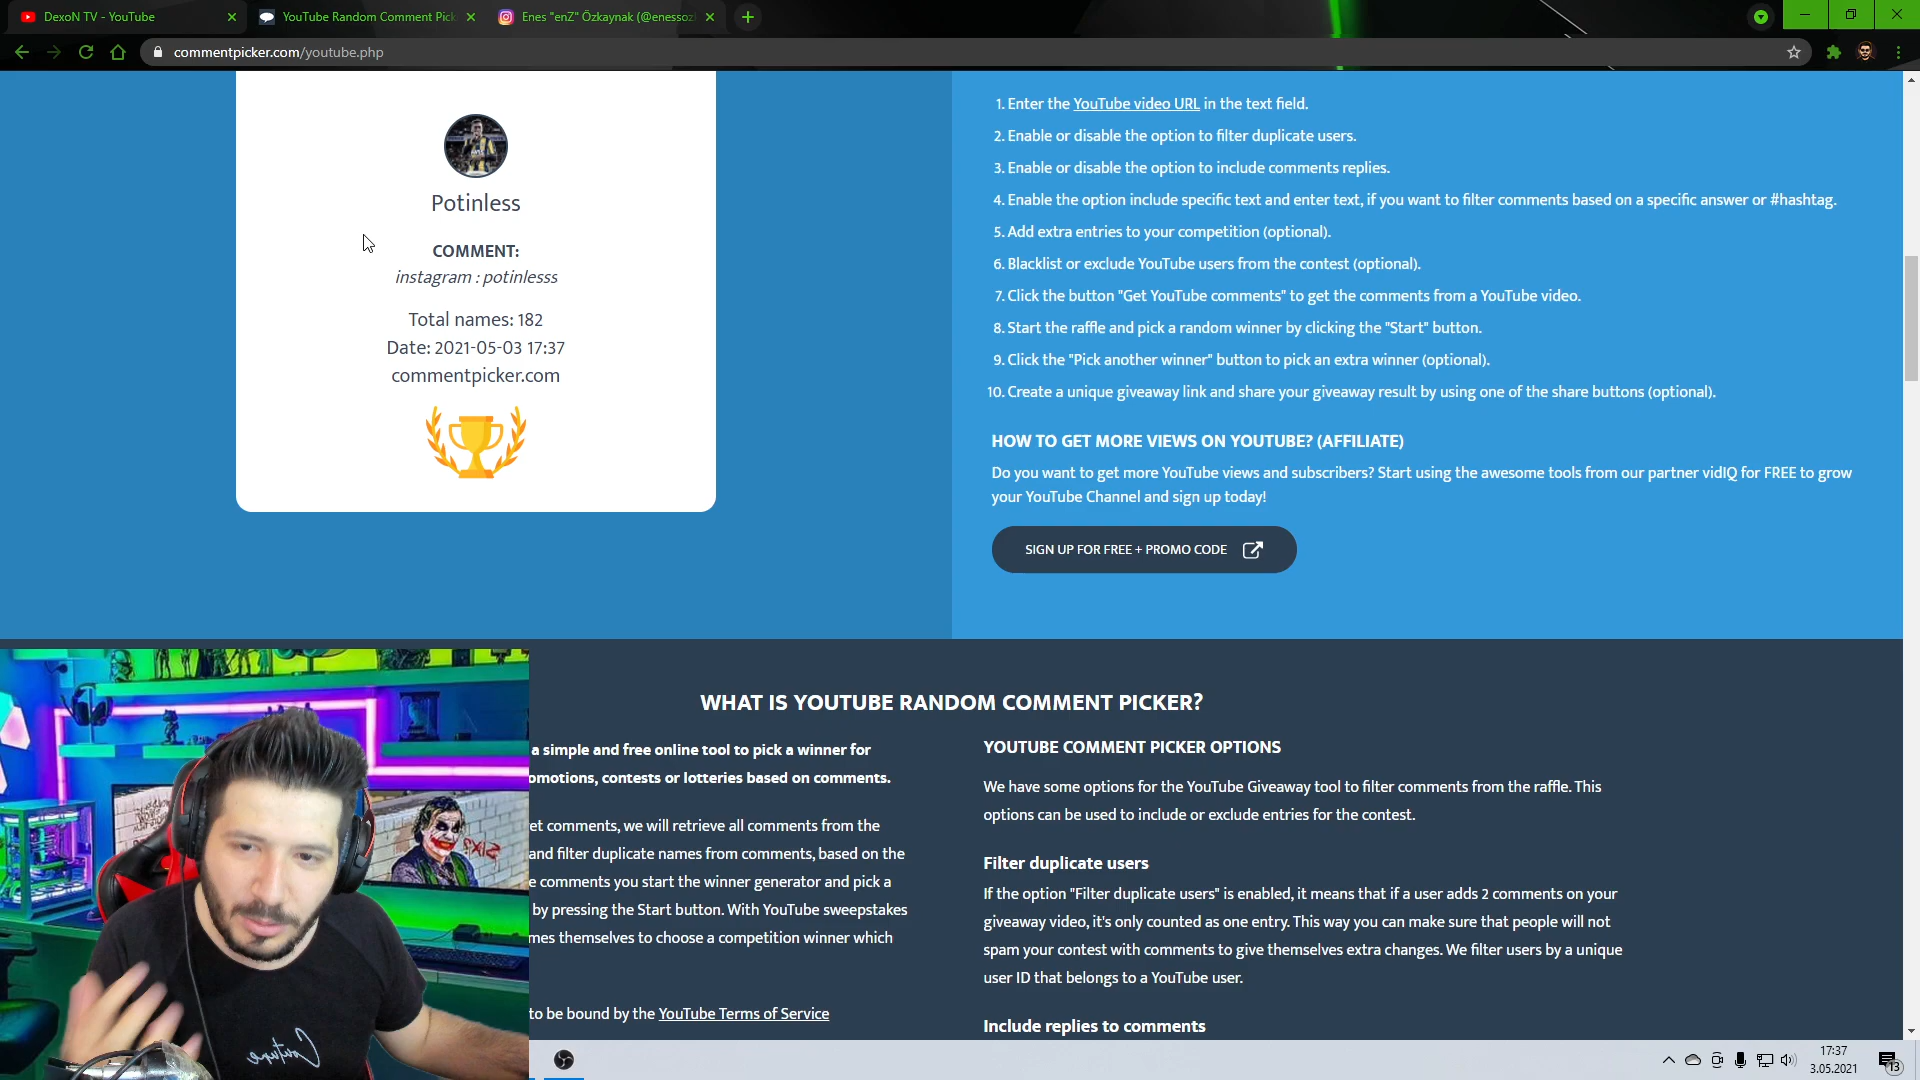 DexoN TV - YouTube
YouTube Random Comment Pick
Enes "enZ" Özkaynak (@enessoz
commentpicker.com/youtube.php
Potinless
COMMENT:
instagram : potinlesss
Total names: 182
Date: 2021-05-03 17:37
commentpicker.com
1. Enter the YouTube video URL in the text field.
2. Enable or disable the option to filter duplicate users.
3. Enable or disable the option to include comments replies.
4. Enable the option include specific text and enter text, if you want to filter comments based on a specific answer or #hashtag.
5. Add extra entries to your competition (optional).
6. Blacklist or exclude YouTube users from the contest (optional).
7. Click the button "Get YouTube comments" to get the comments from a YouTube video.
8. Start the raffle and pick a random winner by clicking the "Start" button.
9. Click the "Pick another winner" button to pick an extra winner (optional).
10. Create a unique giveaway link and share your giveaway result by using one of the share buttons (optional).
HOW TO GET MORE VIEWS ON YOUTUBE? (AFFILIATE)
Do you want to get more YouTube views and subscribers? Start using the awesome tools from our partner vidIQ for FREE to grow
your YouTube Channel and sign up today!
SIGN UP FOR FREE + PROMO CODE
WHAT IS YOUTUBE RANDOM COMMENT PICKER?
a simple and free online tool to pick a winner for
omotions, contests or lotteries based on comments.
et comments, we will retrieve all comments from the
and filter duplicate names from comments, based on the
e comments you start the winner generator and pick a
by pressing the Start button. With YouTube sweepstakes
mes themselves to choose a competition winner which
to be bound by the YouTube Terms of Service
YOUTUBE COMMENT PICKER OPTIONS
We have some options for the YouTube Giveaway tool to filter comments from the raffle. This
options can be used to include or exclude entries for the contest.
Filter duplicate users
If the option "Filter duplicate users" is enabled, it means that if a user adds 2 comments on your
giveaway video, it's only counted as one entry. This way you can make sure that people will not
spam your contest with comments to give themselves extra changes. We filter users by a unique
user ID that belongs to a YouTube user.
Include replies to comments
Couture
17:37
3.05.2021
13